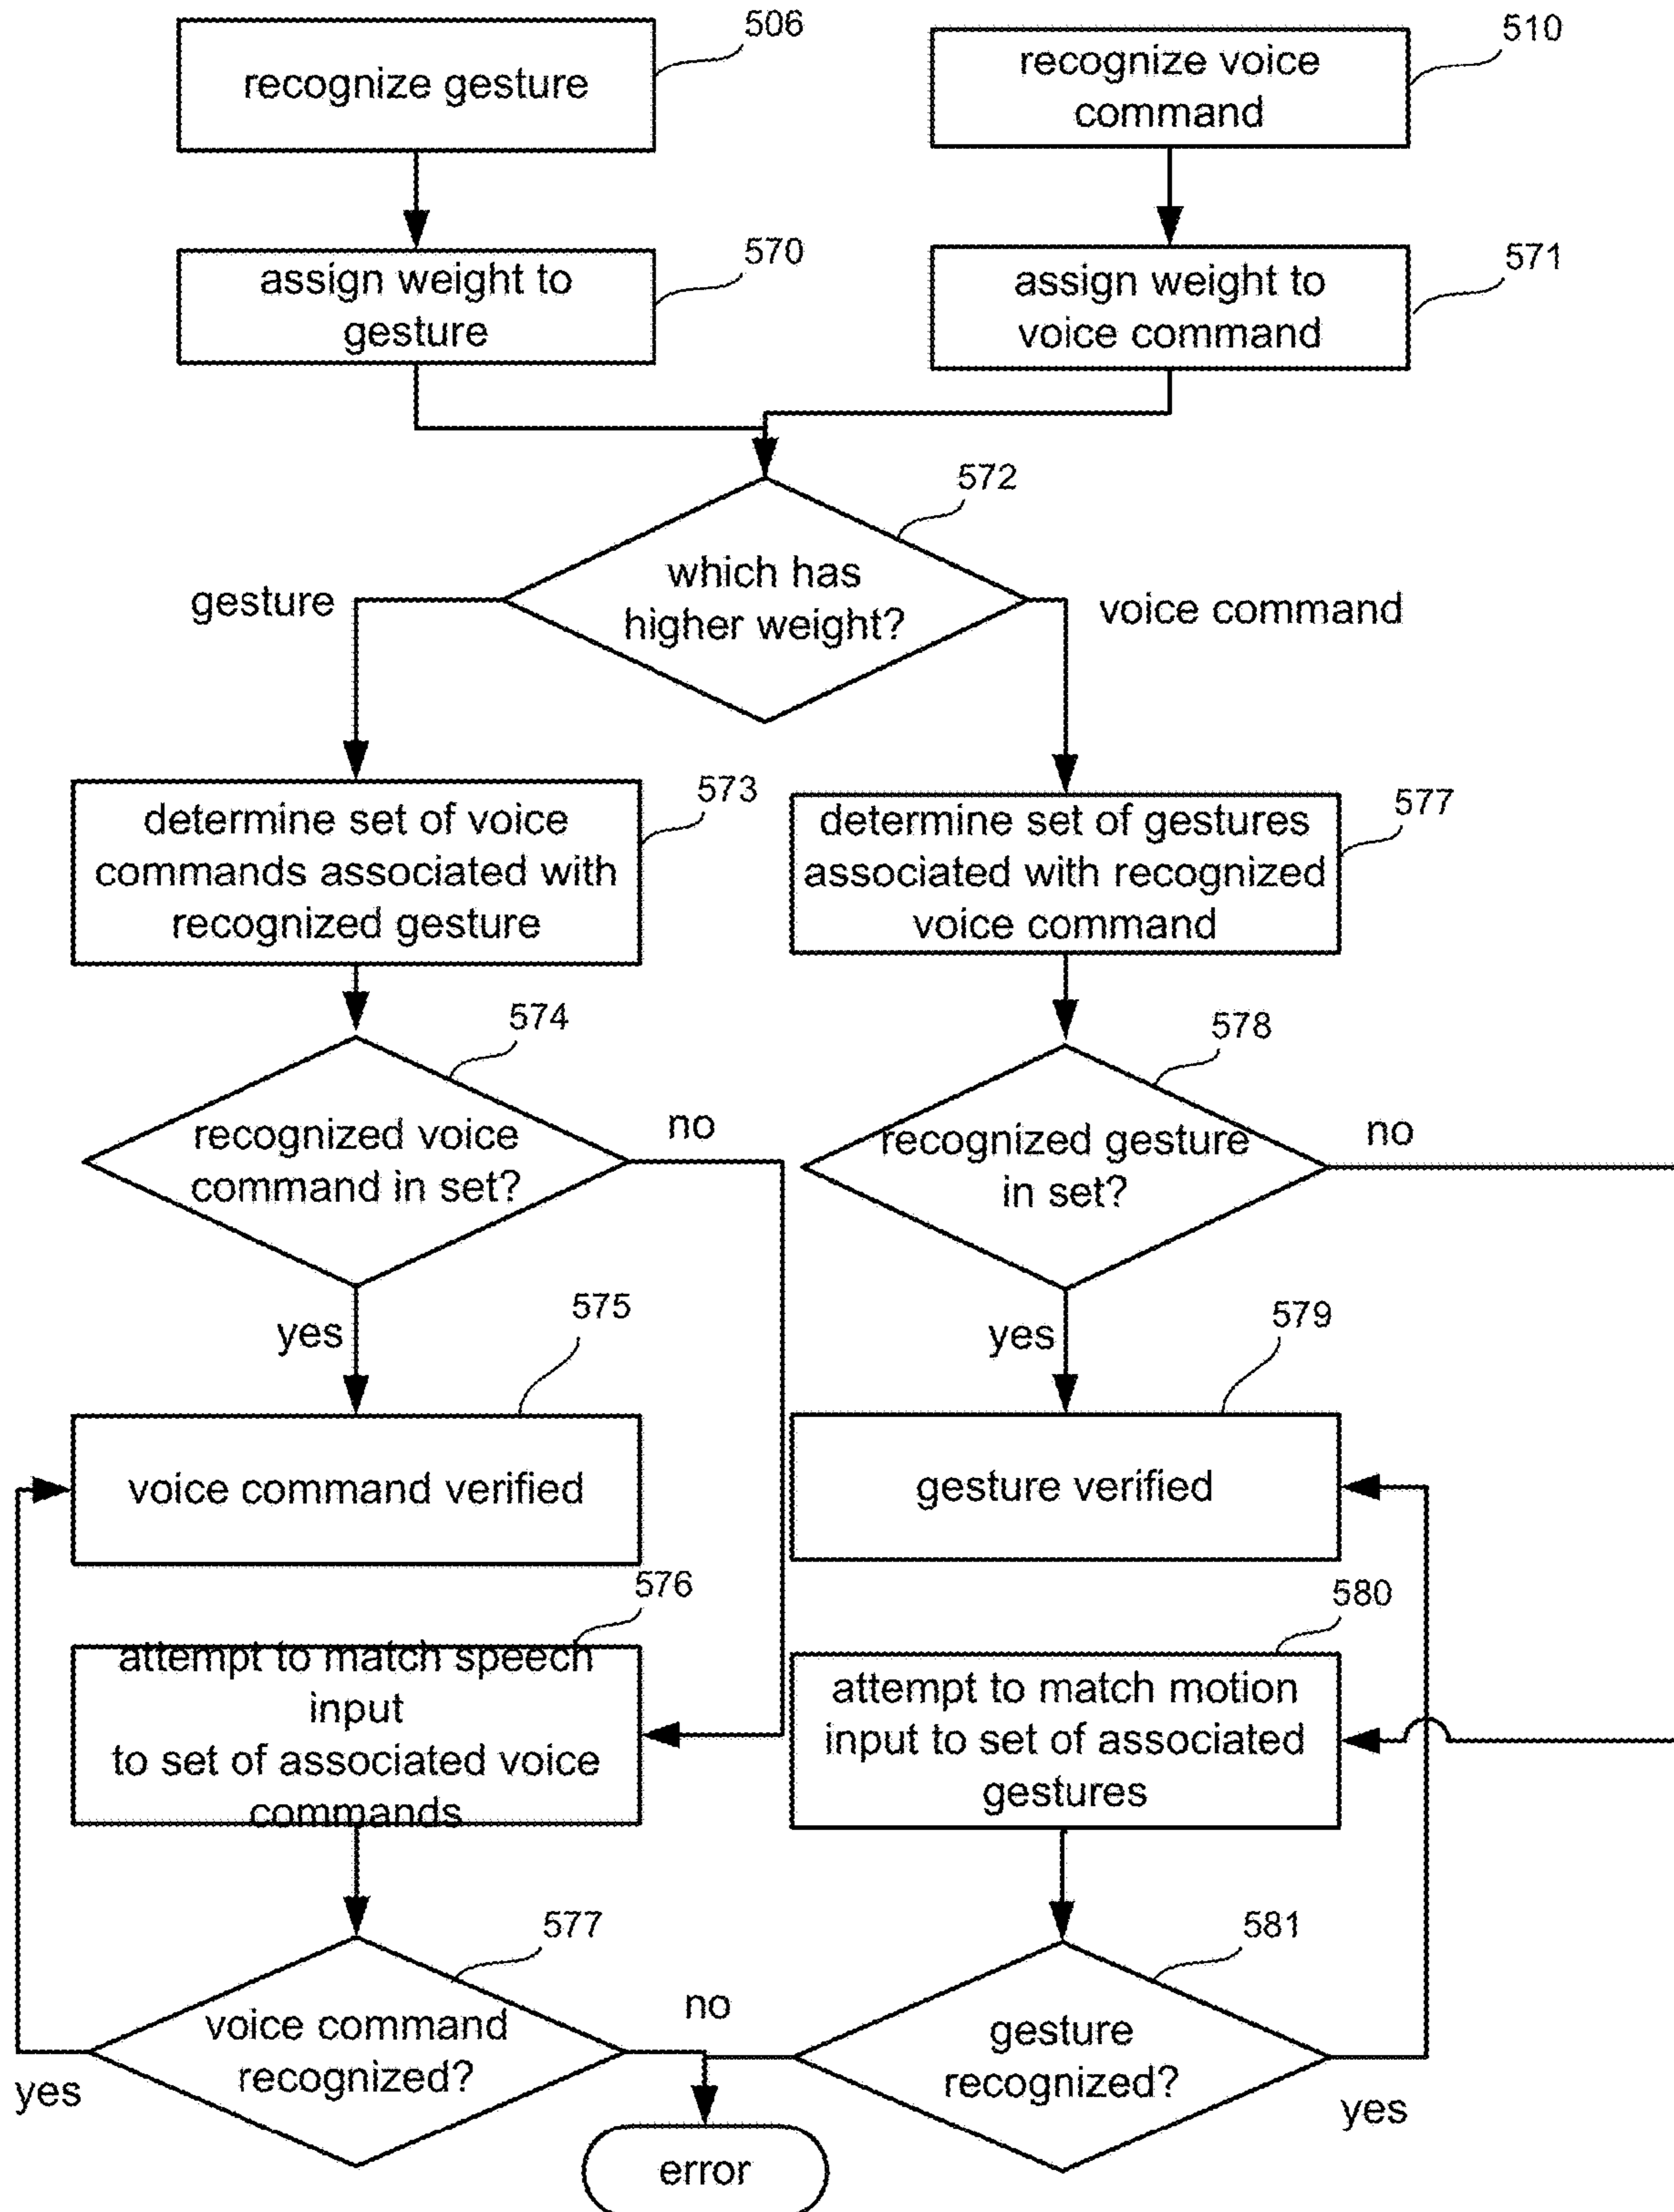 506
recognize gesture
510
recognize voice
command
570
assign weight to
gesture
571
assign weight to
voice command
572
which has
higher weight?
gesture
voice command
573
determine set of voice
commands associated with
recognized gesture
577
determine set of gestures
associated with recognized
voice command
574
recognized voice
command in set?
no
578
recognized gesture
in set?
no
yes
575
voice command verified
yes
579
gesture verified
576
attempt to match speech
input
to set of associated voice
commands
580
attempt to match motion
input to set of associated
gestures
577
voice command
recognized?
yes
no
581
gesture
recognized?
yes
error